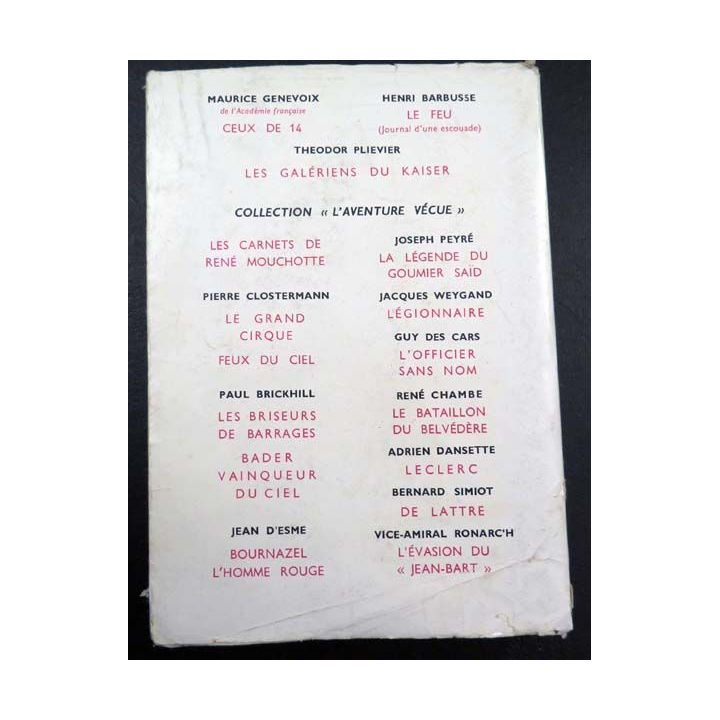 MAURICE GENEVOIX
de l'Académie française
CEUX DE 14
HENRI BARBUSSE
LE FEU
(Journal d'une escouade)
THEODOR PLIEVIER
LES GALÉRIENS DU KAISER
COLLECTION « L'AVENTURE VÉCUE »
LES CARNETS DE
RENÉ MOUCHOTTE
PIERRE CLOSTERMANN
LE GRAND
CIRQUE
FEUX DU CIEL
PAUL BRICKHILL
LES BRISEURS
DE BARRAGES
BADER
VAINQUEUR
DU CIEL
JEAN D'ESME
BOURNAZEL
L'HOMME ROUGE
JOSEPH PEYRÉ
LA LÉGENDE DU
GOUMIER SAÏD
JACQUES WEYGAND
LÉGIONNAIRE
GUY DES CARS
L'OFFICIER
SANS NOM
RENÉ CHAMBE
LE BATAILLON
DU BELVÉDÈRE
ADRIEN DANSETTE
LECLERC
BERNARD SIMIOT
DE LATTRE
VICE-AMIRAL RONARC'H
L'ÉVASION DU
« JEAN-BART »